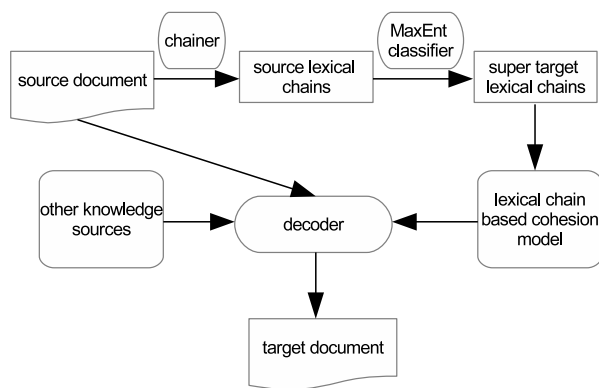 chainer
MaxEnt
classifier
source document
source lexical
chains
super target
lexical chains
other knowledge
sources
decoder
lexical chain
based cohesion
model
target document